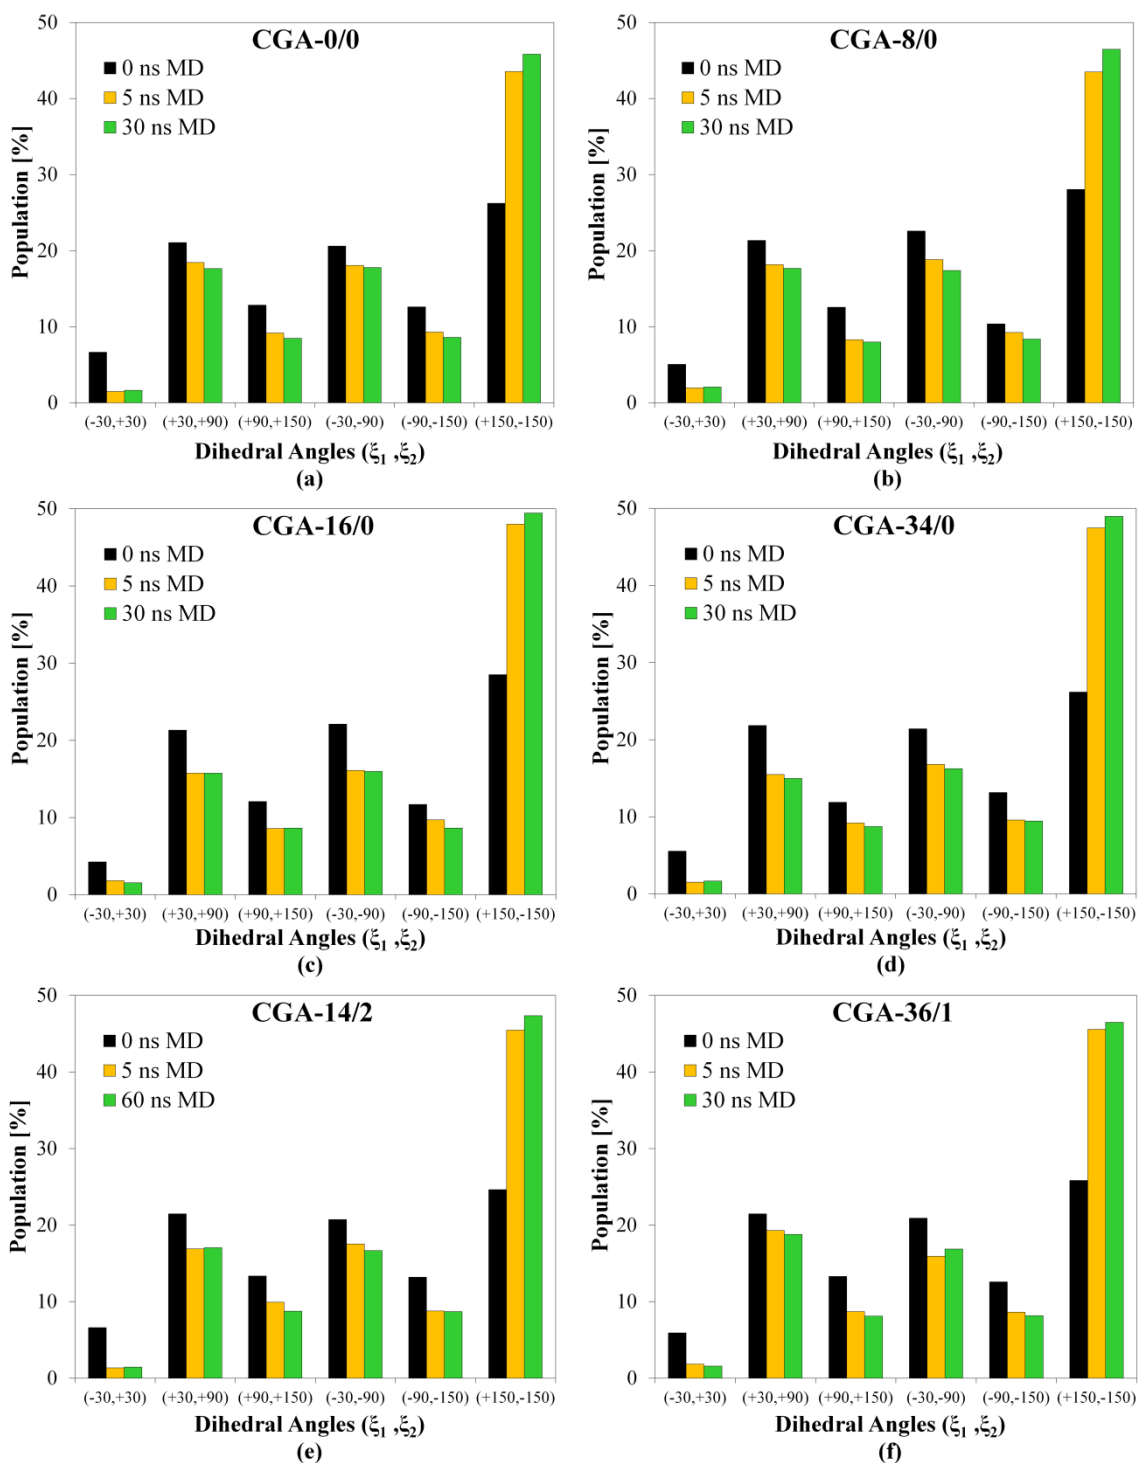 CGA-0/0
0 ns MD
5 ns MD
30 ns MD
Population [%]
50
40
30
20
10
0
(-30,+30) (+30,+90) (+90,+150) (-30,-90) (-90,-150) (+150,-150)
Dihedral Angles (ξ1 ,ξ2)
(a)
CGA-8/0
0 ns MD
5 ns MD
30 ns MD
Population [%]
50
40
30
20
10
0
(-30,+30) (+30,+90) (+90,+150) (-30,-90) (-90,-150) (+150,-150)
Dihedral Angles (ξ1 ,ξ2)
(b)
CGA-16/0
0 ns MD
5 ns MD
30 ns MD
Population [%]
50
40
30
20
10
0
(-30,+30) (+30,+90) (+90,+150) (-30,-90) (-90,-150) (+150,-150)
Dihedral Angles (ξ1 ,ξ2)
(c)
CGA-34/0
0 ns MD
5 ns MD
30 ns MD
Population [%]
50
40
30
20
10
0
(-30,+30) (+30,+90) (+90,+150) (-30,-90) (-90,-150) (+150,-150)
Dihedral Angles (ξ1 ,ξ2)
(d)
CGA-14/2
0 ns MD
5 ns MD
60 ns MD
Population [%]
50
40
30
20
10
0
(-30,+30) (+30,+90) (+90,+150) (-30,-90) (-90,-150) (+150,-150)
Dihedral Angles (ξ1 ,ξ2)
(e)
CGA-36/1
0 ns MD
5 ns MD
30 ns MD
Population [%]
50
40
30
20
10
0
(-30,+30) (+30,+90) (+90,+150) (-30,-90) (-90,-150) (+150,-150)
Dihedral Angles (ξ1 ,ξ2)
(f)